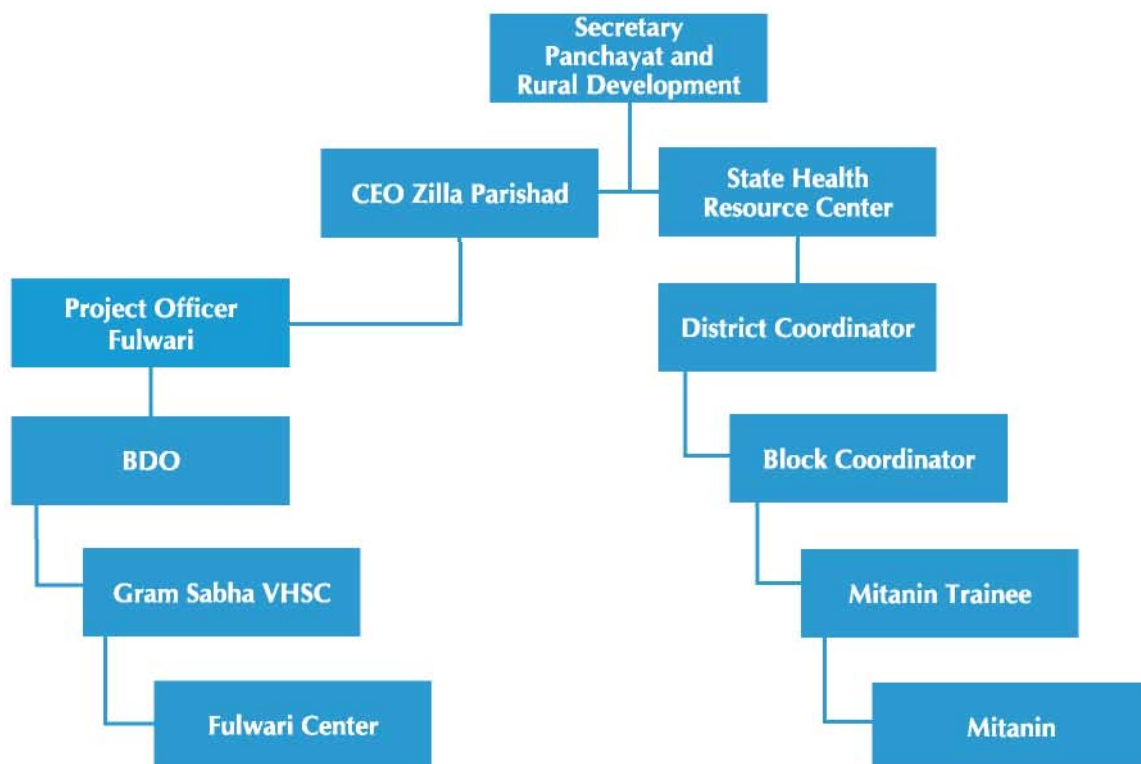 Secretary
Panchayat and
Rural Development
CEO Zilla Parishad
State Health
Resource Center
Project Officer
Fulwari
District Coordinator
BDO
Block Coordinator
Gram Sabha VHSC
Mitanin Trainee
Fulwari Center
Mitanin